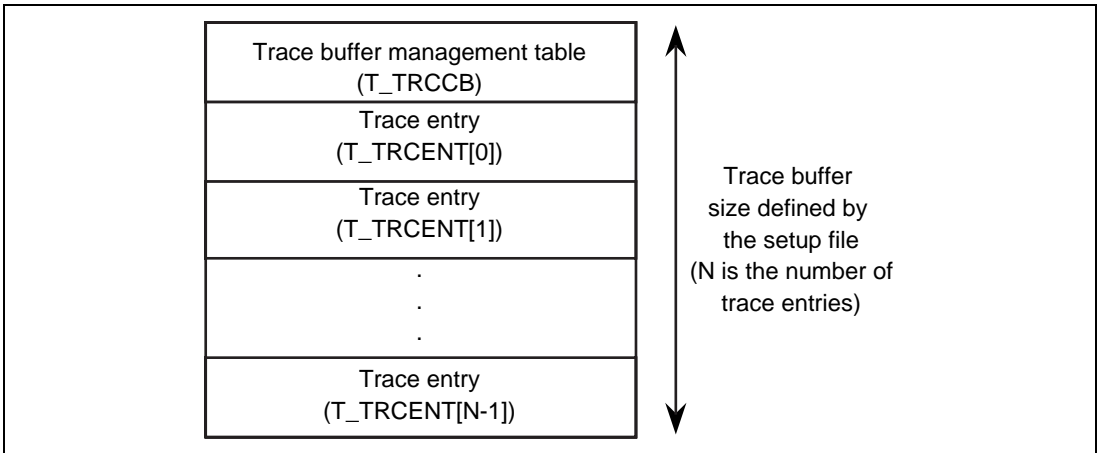 Trace buffer management table
(T_TRCCB)
Trace entry
(T_TRCENT[0])
Trace entry
(T_TRCENT[1])
.
.
.
Trace entry
(T_TRCENT[N-1])
Trace buffer
size defined by
the setup file
(N is the number of
trace entries)